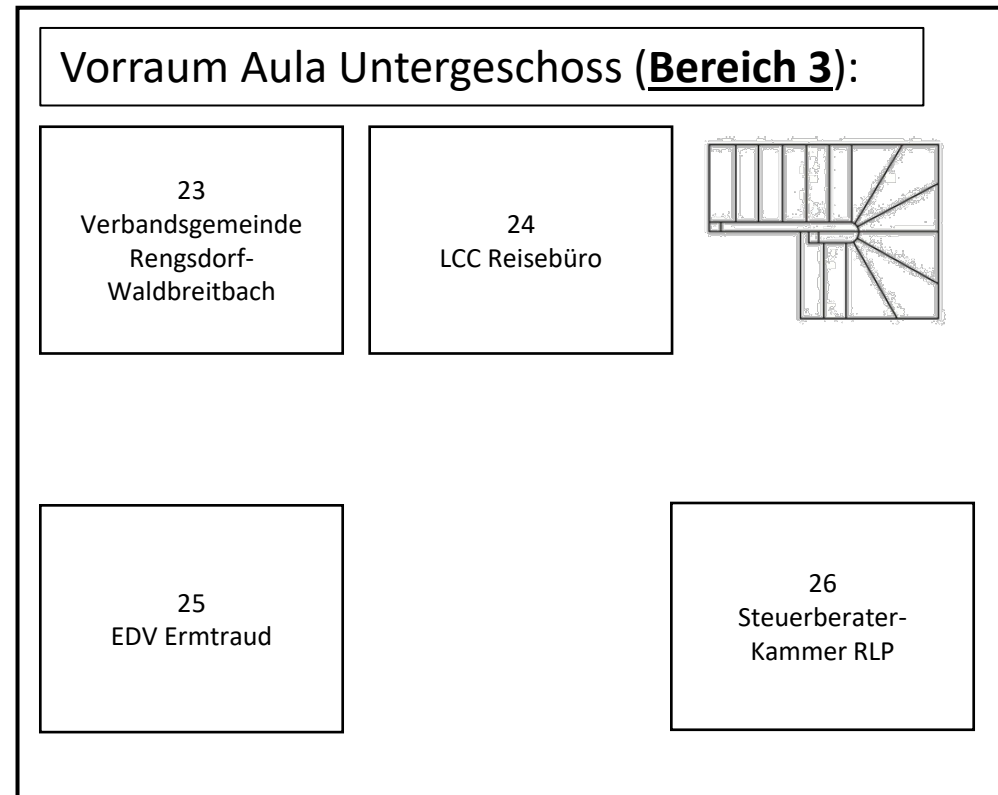 Vorraum Aula Untergeschoss (Bereich 3):
23
Verbandsgemeinde
Rengsdorf-
Waldbreitbach
24
LCC Reisebüro
25
EDV Ermtraud
26
Steuerberater-
Kammer RLP